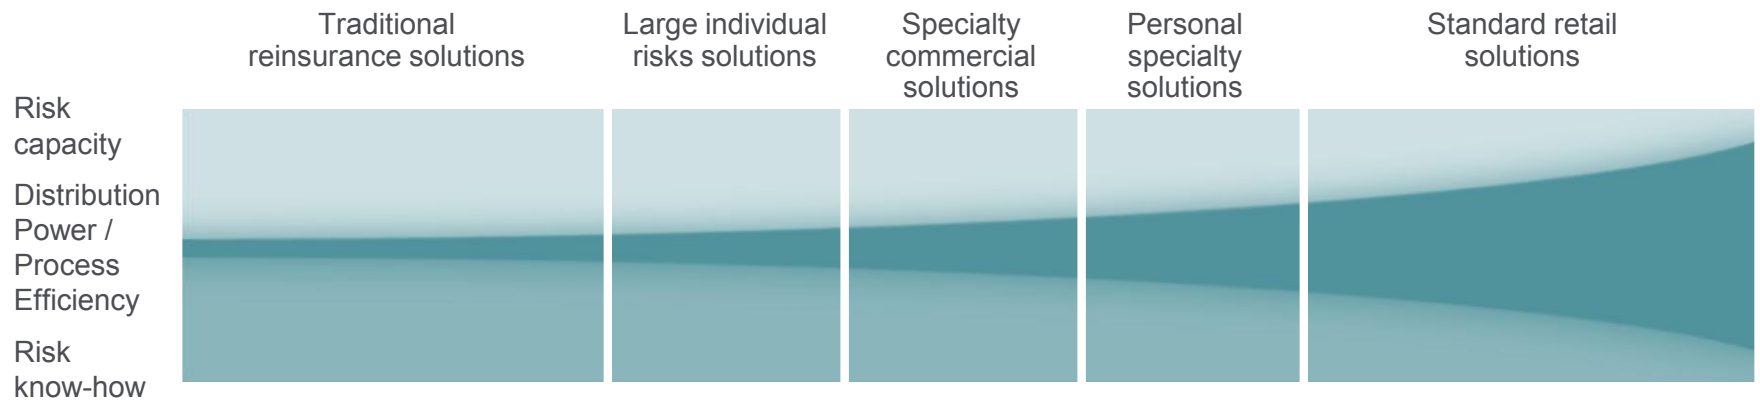 Traditional
reinsurance solutions
Large individual
risks solutions
Specialty
commercial
solutions
Personal
specialty
solutions
Standard retail
solutions
Risk
capacity
Distribution
Power /
Process
Efficiency
Risk
know-how